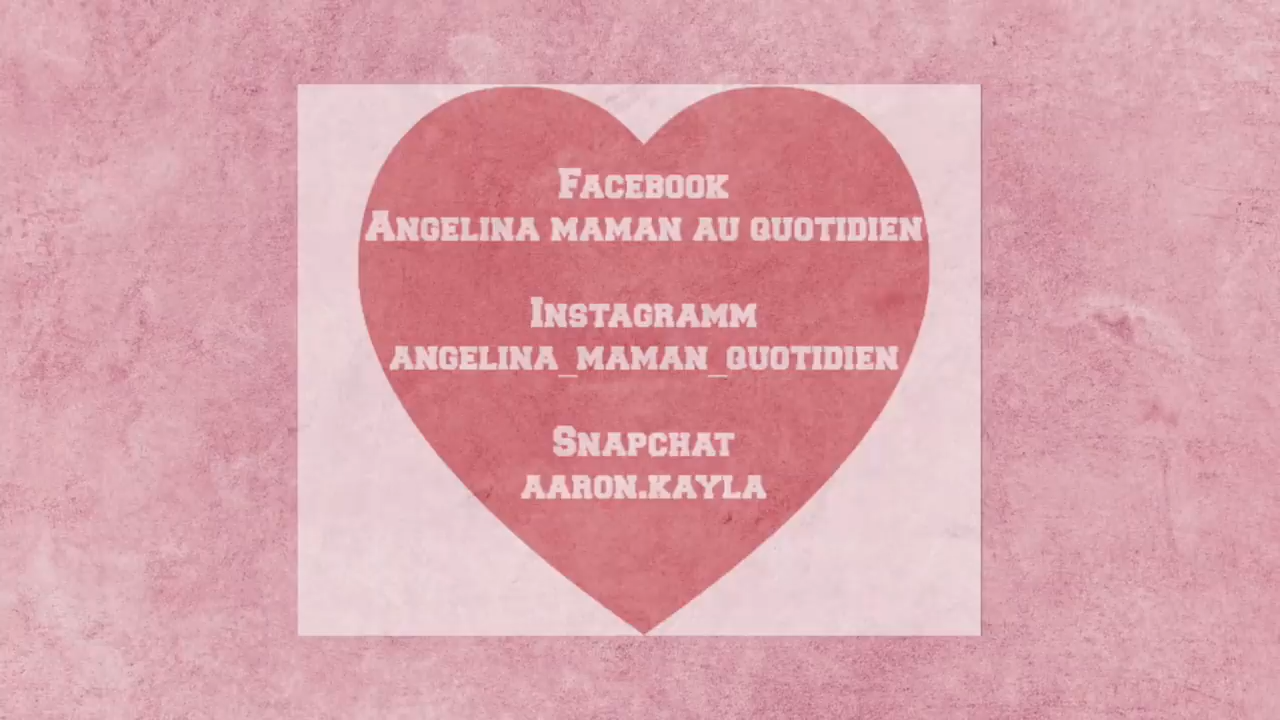 Facebook
Angelina maman au quotidien
Instagramm
angelina_maman_quotidien
Snapchat
aaron.kayla